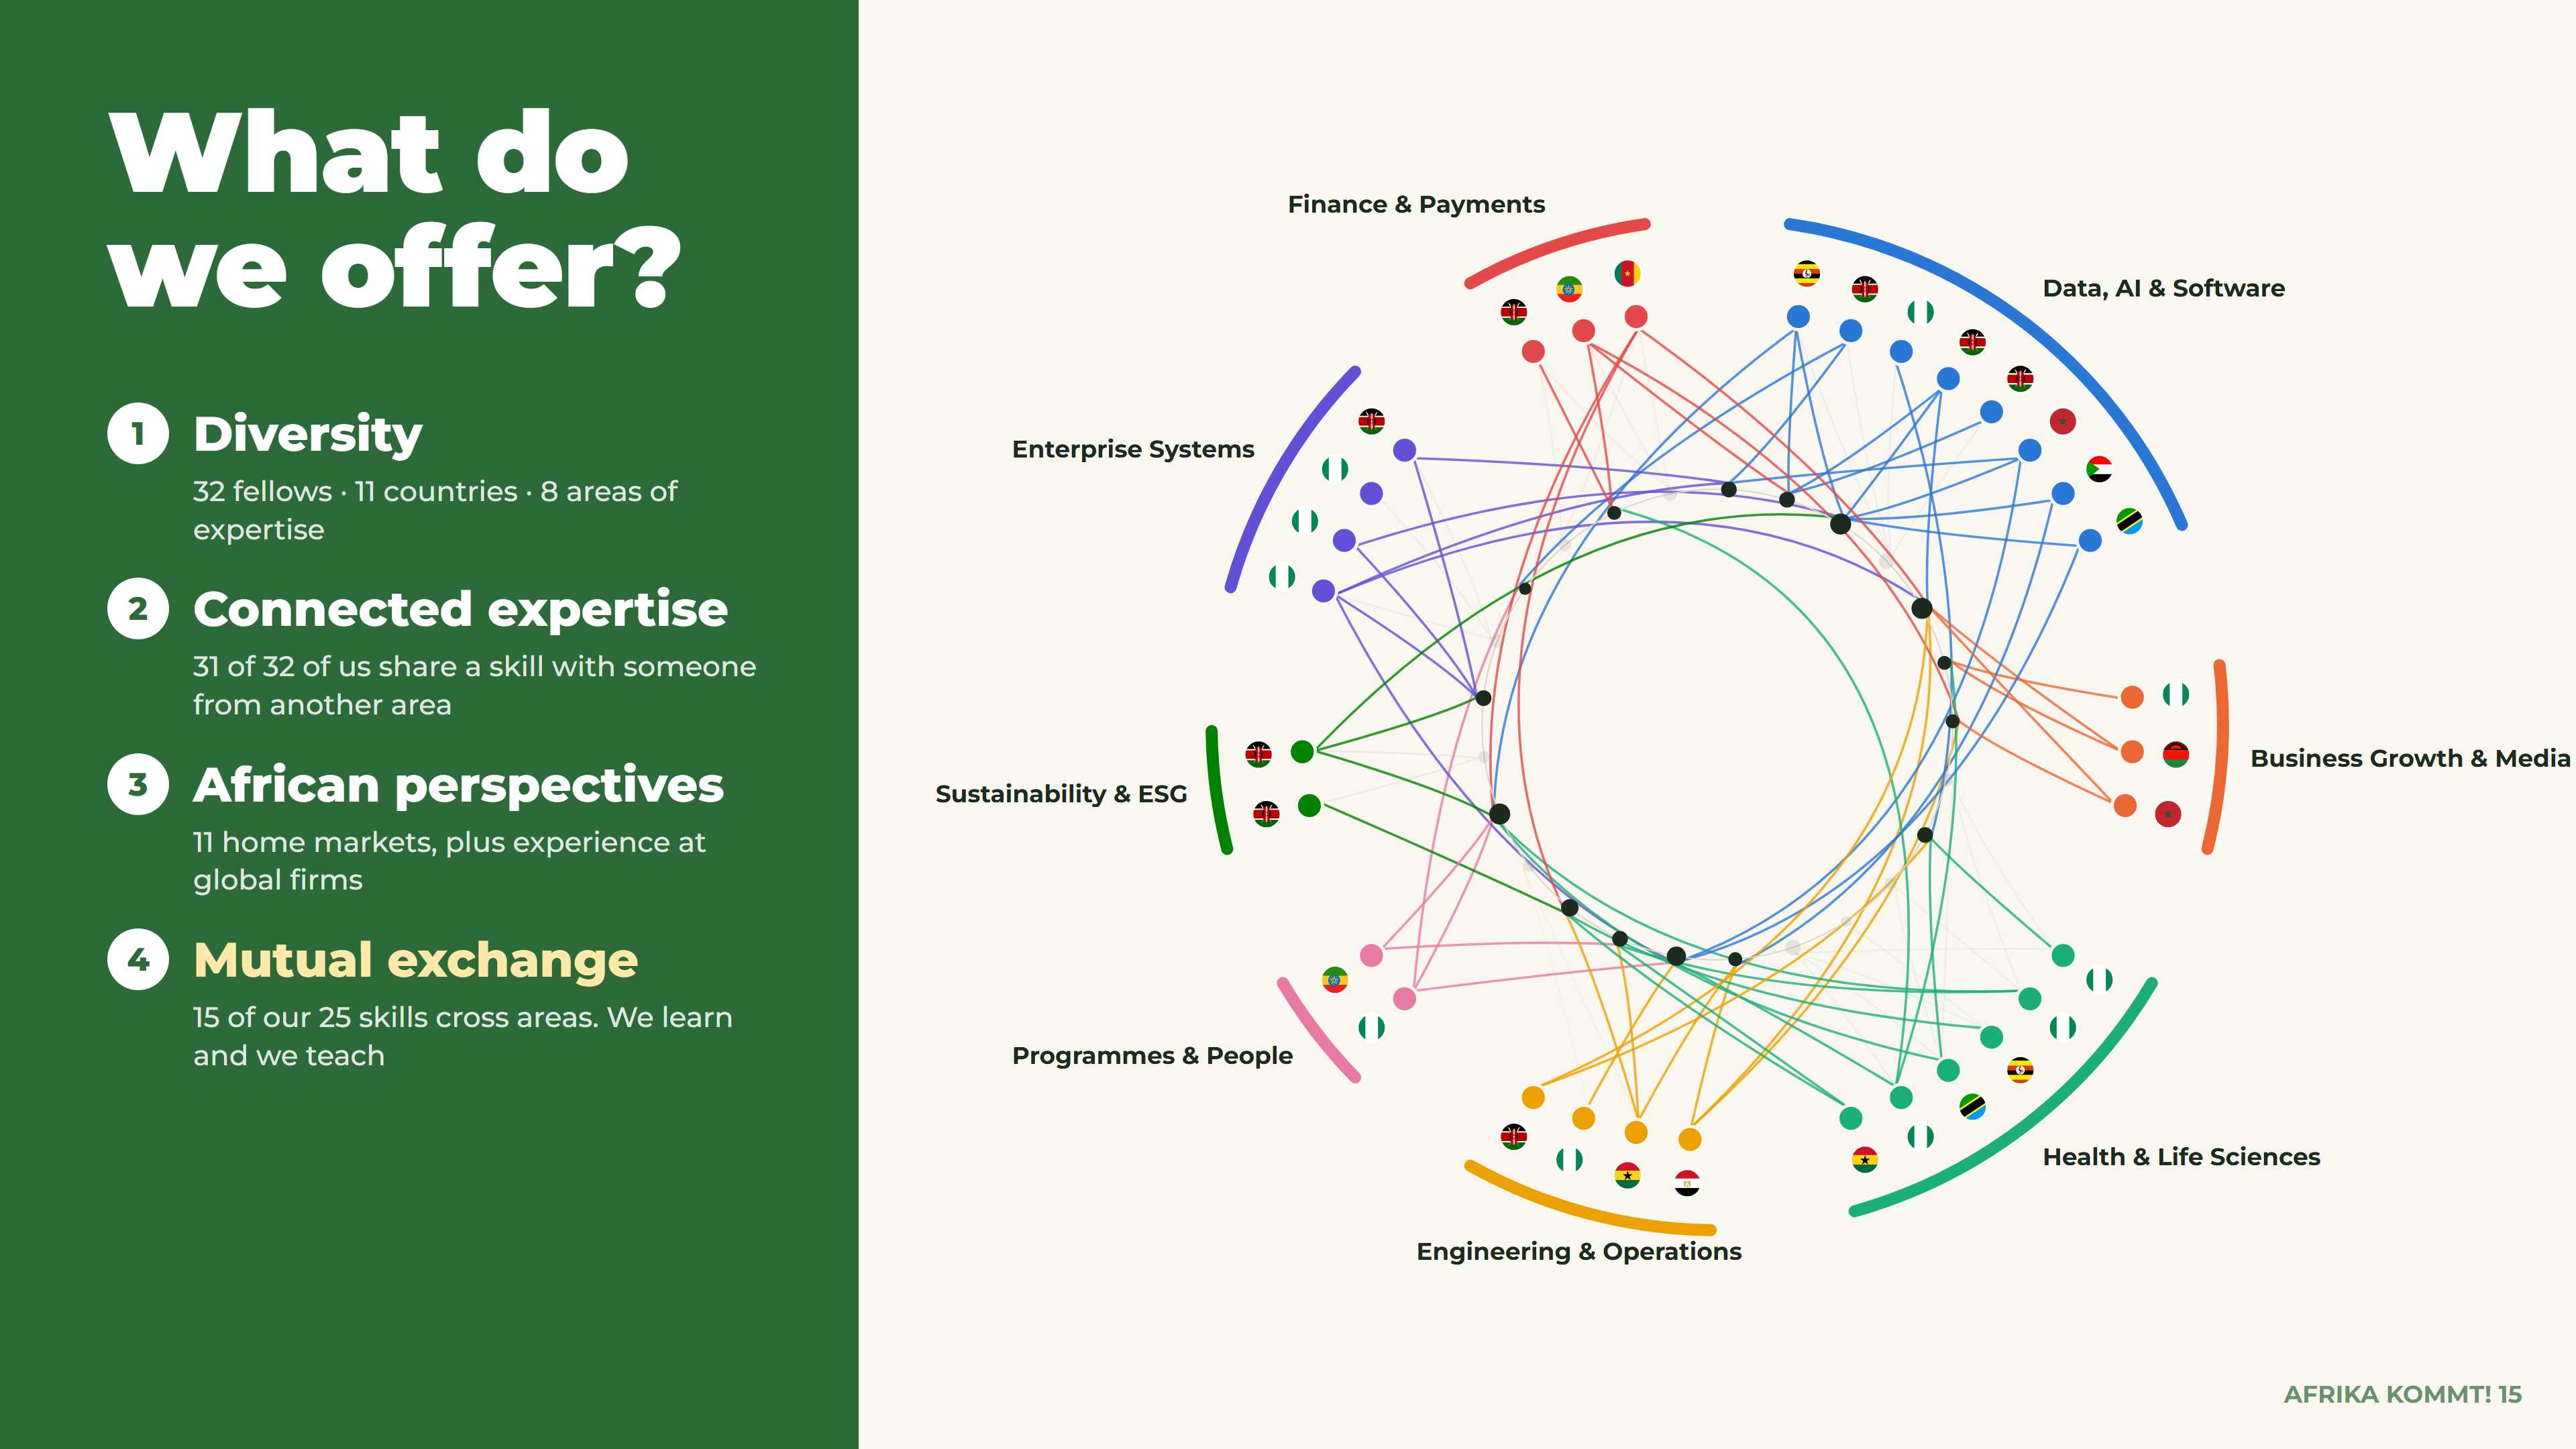 What do
we offer?
1 Diversity
32 fellows · 11 countries · 8 areas of
expertise
2 Connected expertise
31 of 32 of us share a skill with someone
from another area
3 African perspectives
11 home markets, plus experience at
global firms
4 Mutual exchange
15 of our 25 skills cross areas. We learn
and we teach
Finance & Payments
Data, AI & Software
Enterprise Systems
Business Growth & Media
Sustainability & ESG
Programmes & People
Health & Life Sciences
Engineering & Operations
AFRIKA KOMMT! 15